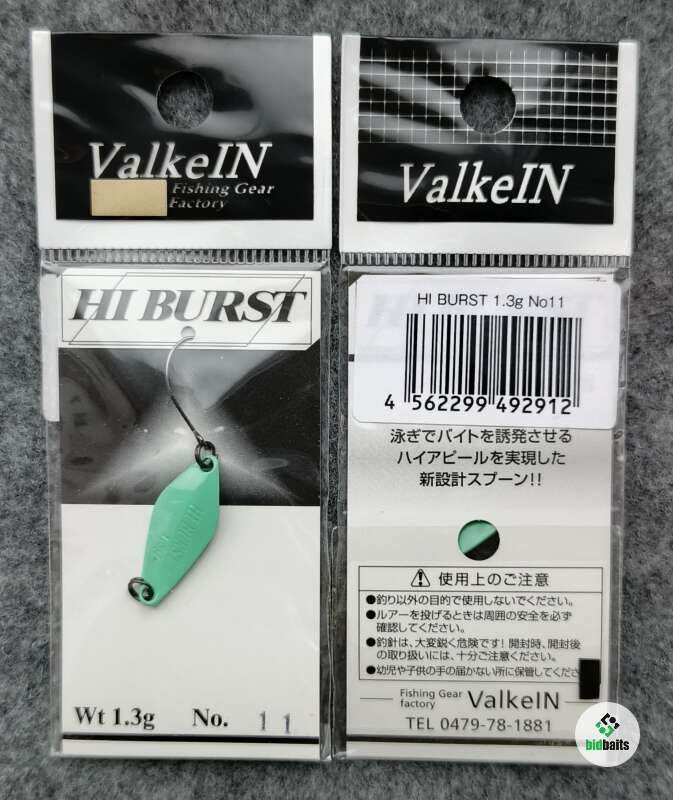 ValkeIN
Fishing Gear
Factory
HI BURST
Wt 1.3g No. 11
ValkeIN
HI BURST 1.3g No11
4 562299 492912
泳ぎでバイトを誘発させる
ハイアピールを実現した
新設計スプーン!!
使用上のご注意
●釣り以外の目的で使用しないでください。
●ルアーを投げるときは周囲の安全を必ず
確認してください。
●釣針は、大変鋭く危険です!開封時、開封後
の取り扱いには、十分ご注意ください。
●幼児や子供の手の届かない所に保管してくださ
Fishing Gear
factory
ValkeIN
TEL 0479-78-1881
bidbaits